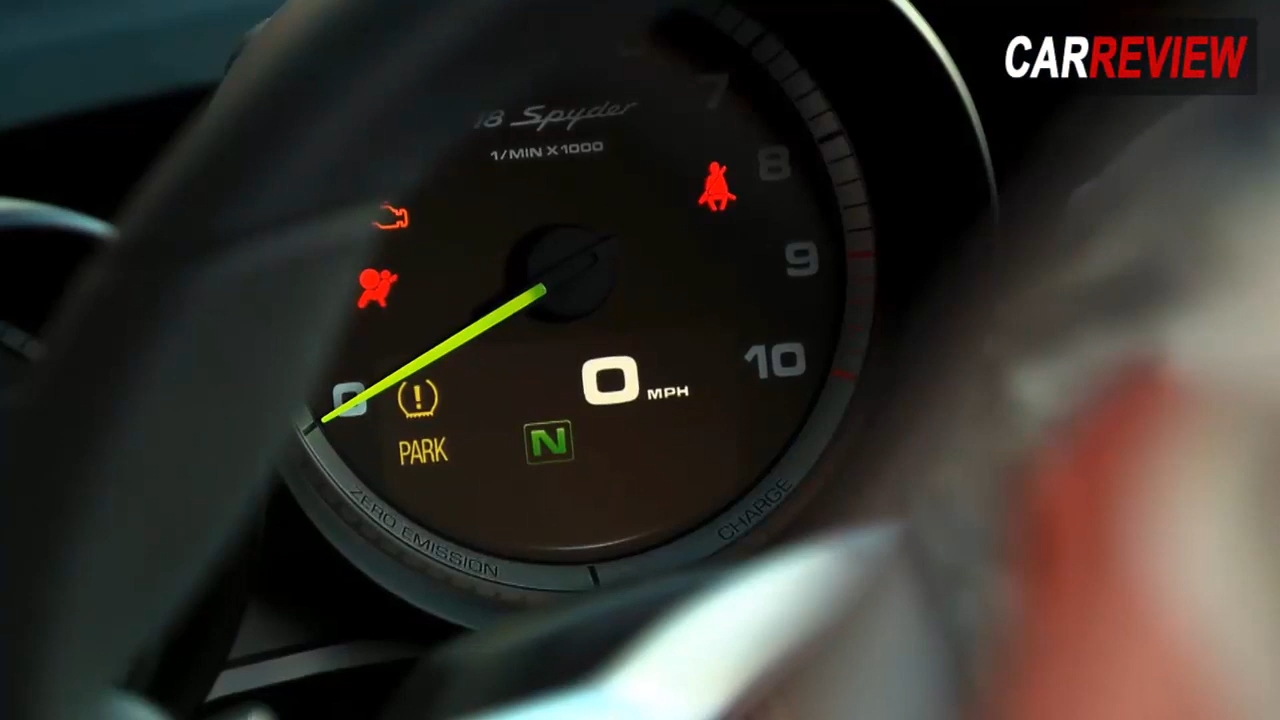 CARREVIEW
18 Spyder
1/MIN X1000
7
8
9
10
0
0 MPH
PARK
N
ZERO EMISSION
CHARGE